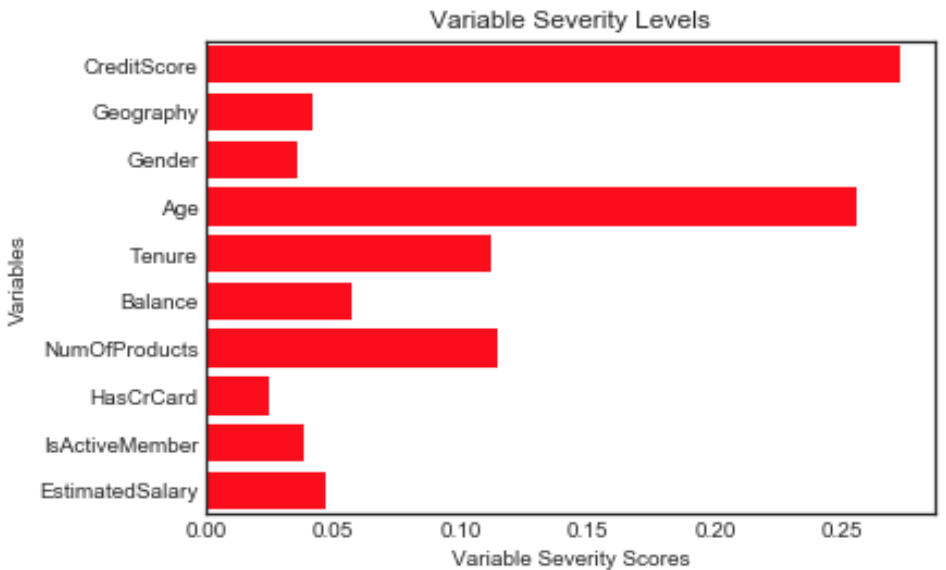 Variable Severity Levels
CreditScore
Geography
Gender
Age
Tenure
Balance
NumOfProducts
HasCrCard
IsActiveMember
EstimatedSalary
Variables
0.00 0.05 0.10 0.15 0.20 0.25
Variable Severity Scores